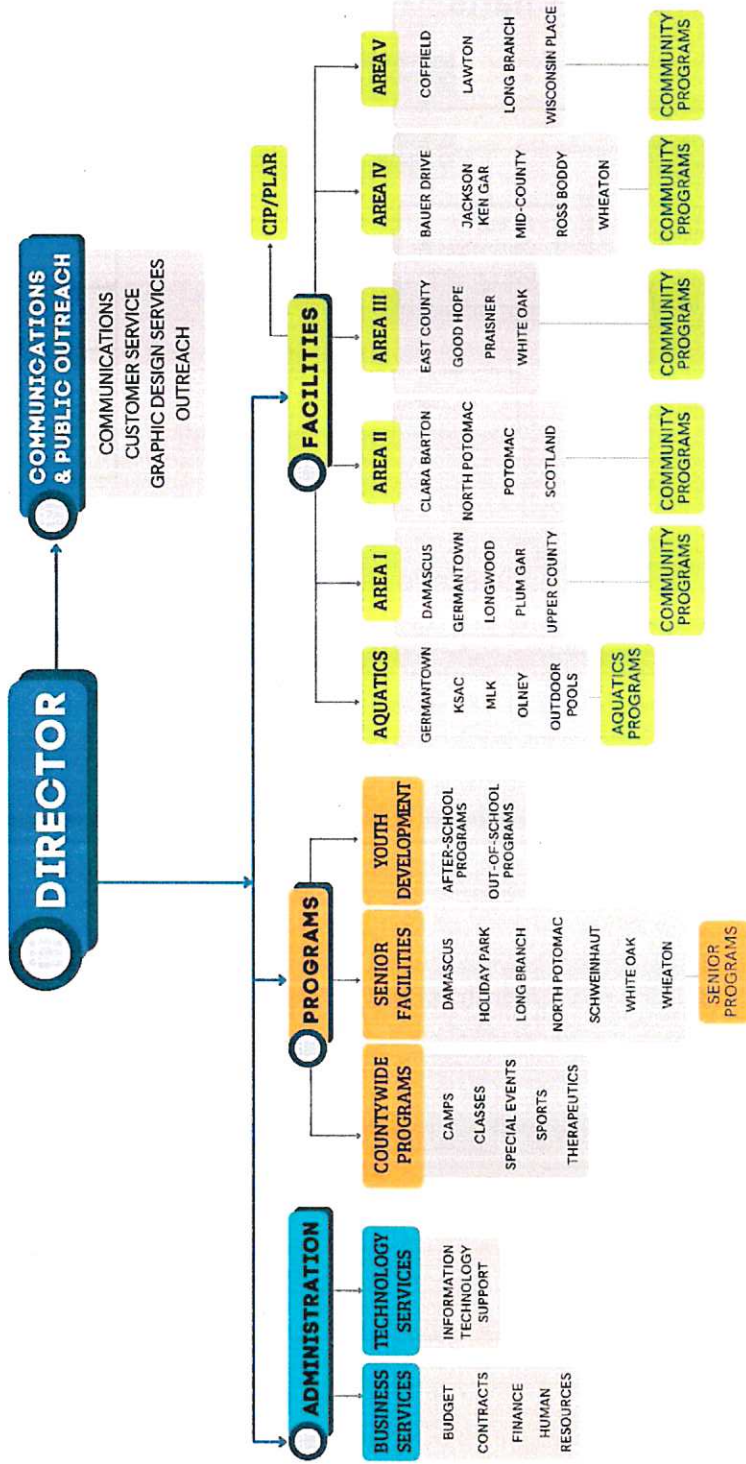 DIRECTOR
COMMUNICATIONS
& PUBLIC OUTREACH
COMMUNICATIONS
CUSTOMER SERVICE
GRAPHIC DESIGN SERVICES
OUTREACH
ADMINISTRATION
BUSINESS
SERVICES
BUDGET
CONTRACTS
FINANCE
HUMAN
RESOURCES
TECHNOLOGY
SERVICES
INFORMATION
TECHNOLOGY
SUPPORT
PROGRAMS
COUNTYWIDE
PROGRAMS
CAMPS
CLASSES
SPECIAL EVENTS
SPORTS
THERAPEUTICS
SENIOR
FACILITIES
DAMASCUS
HOLIDAY PARK
LONG BRANCH
NORTH POTOMAC
SCHWEINHAUT
WHITE OAK
WHEATON
SENIOR
PROGRAMS
YOUTH
DEVELOPMENT
AFTER-SCHOOL
PROGRAMS
OUT-OF-SCHOOL
PROGRAMS
FACILITIES
CIP/PLAR
AQUATICS
GERMANTOWN
KSAC
MLK
OLNEY
OUTDOOR
POOLS
AQUATICS
PROGRAMS
AREA I
DAMASCUS
GERMANTOWN
LONGWOOD
PLUM GAR
UPPER COUNTY
COMMUNITY
PROGRAMS
AREA II
CLARA BARTON
NORTH POTOMAC
POTOMAC
SCOTLAND
COMMUNITY
PROGRAMS
AREA III
EAST COUNTY
GOOD HOPE
PRAISNER
WHITE OAK
COMMUNITY
PROGRAMS
AREA IV
BAUER DRIVE
JACKSON
KEN GAR
MID-COUNTY
ROSS BODDY
WHEATON
COMMUNITY
PROGRAMS
AREA V
COFFIELD
LAWTON
LONG BRANCH
WISCONSIN PLACE
COMMUNITY
PROGRAMS